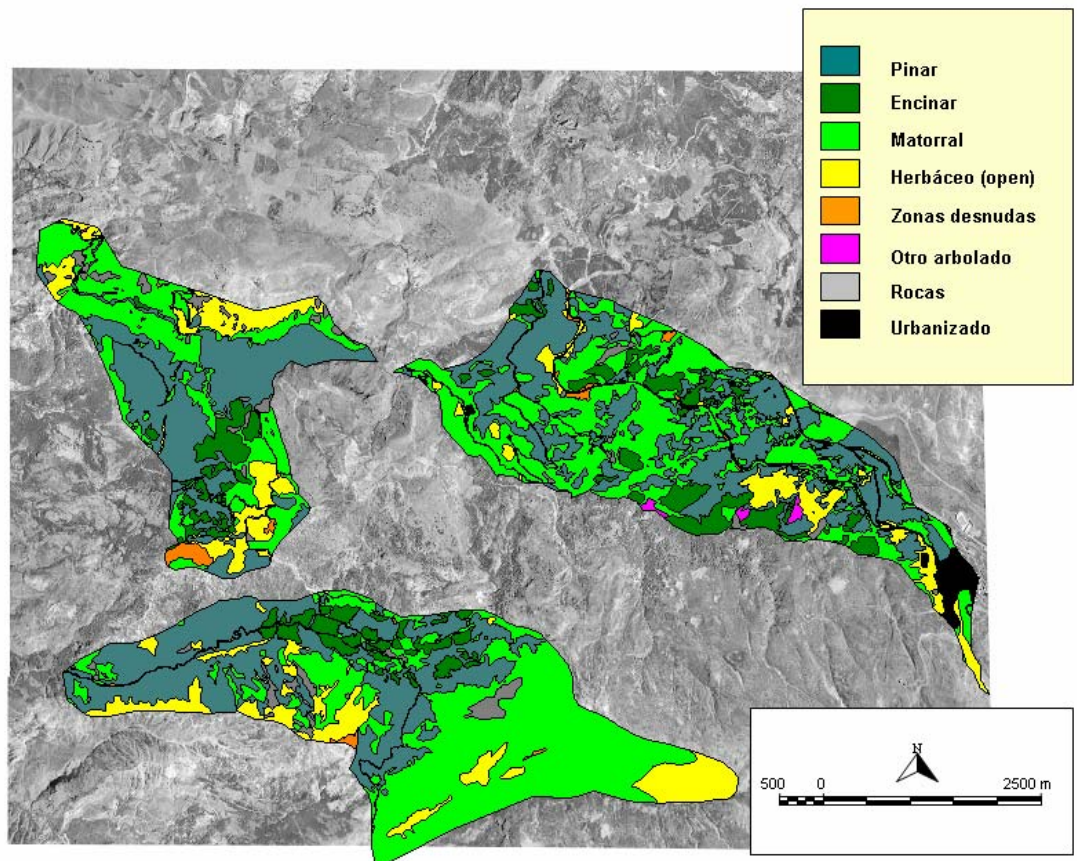 Pinar
Encinar
Matorral
Herbáceo (open)
Zonas desnudas
Otro arbolado
Rocas
Urbanizado
N
500 0 2500 m